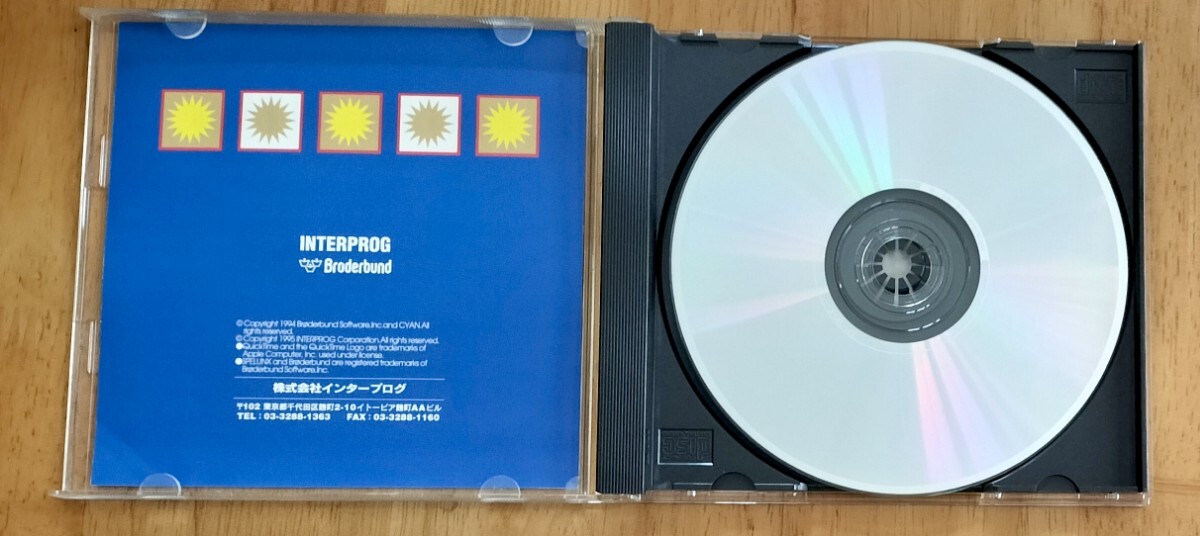 INTERPROG
Brøderbund
© Copyright 1994 Brøderbund Software.Inc.and CYAN.All
rights reserved.
© Copyright 1995 INTERPROG Corporation.All rights reserved.
●QuickTime and the QuickTime Logo are trademarks of
Apple Computer, Inc. used under license.
●SPELUNX and Brøderbund are registered trademarks of
Brøderbund Software.Inc.
株式会社インタープログ
〒102 東京都千代田区麹町2-10イトーピア麹町AAビル
TEL：03-3288-1363 FAX：03-3288-1160